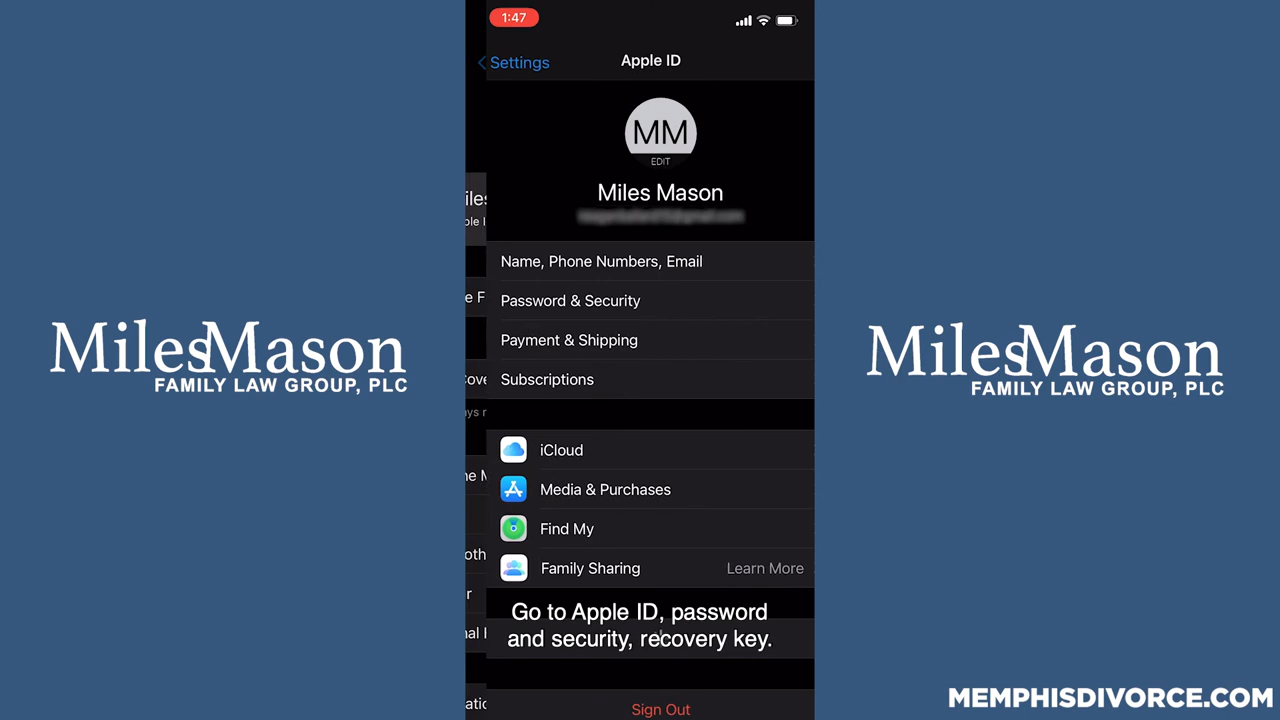 1:47
Settings
Apple ID
MM
EDIT
Miles Mason
Name, Phone Numbers, Email
Password & Security
Payment & Shipping
Subscriptions
iCloud
Media & Purchases
Find My
Family Sharing
Learn More
Go to Apple ID, password
and security, recovery key.
Sign Out
MilesMason
FAMILY LAW GROUP, PLC
MilesMason
FAMILY LAW GROUP, PLC
MEMPHISDIVORCE.COM